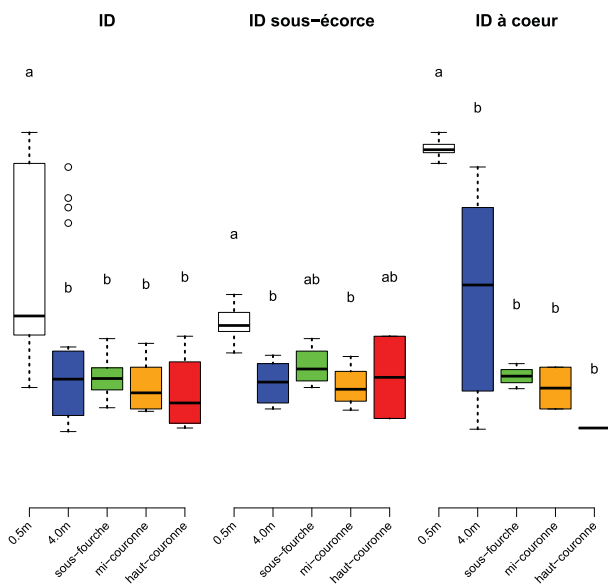 ID
ID sous−écorce
ID à coeur
a
b
b
b
b
a
b
ab
b
ab
a
b
b
b
b
0.5m
4.0m
sous−fourche
mi−couronne
haut−couronne
0.5m
4.0m
sous−fourche
mi−couronne
haut−couronne
0.5m
4.0m
sous−fourche
mi−couronne
haut−couronne